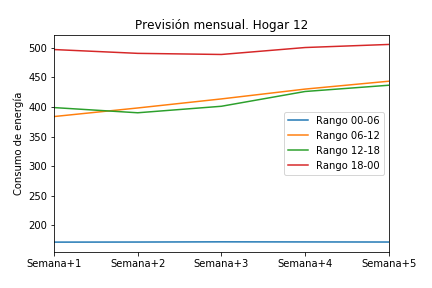 Previsión mensual. Hogar 12
Consumo de energía
500
450
400
350
300
250
200
Rango 00-06
Rango 06-12
Rango 12-18
Rango 18-00
Semana+1 Semana+2 Semana+3 Semana+4 Semana+5